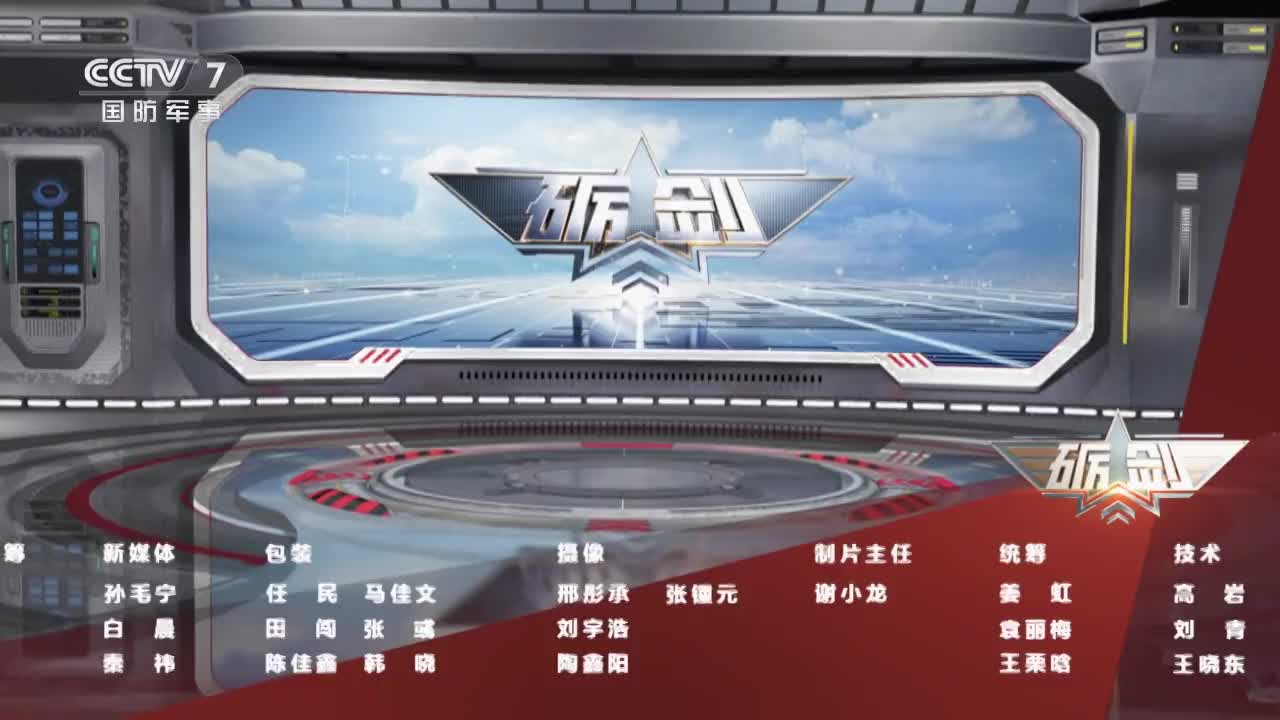 CCTV 7
国防军事
砺剑
砺剑
筹 新媒体 包装 摄像 制片主任 统筹 技术
孙毛宁 任 民 马佳文 邢彤承 张镭元 谢小龙 姜 虹 高 岩
白 晨 田 闯 张 彧 刘宇浩 袁丽梅 刘 青
秦 祎 陈佳鑫 韩 晓 陶鑫阳 王栗晗 王晓东